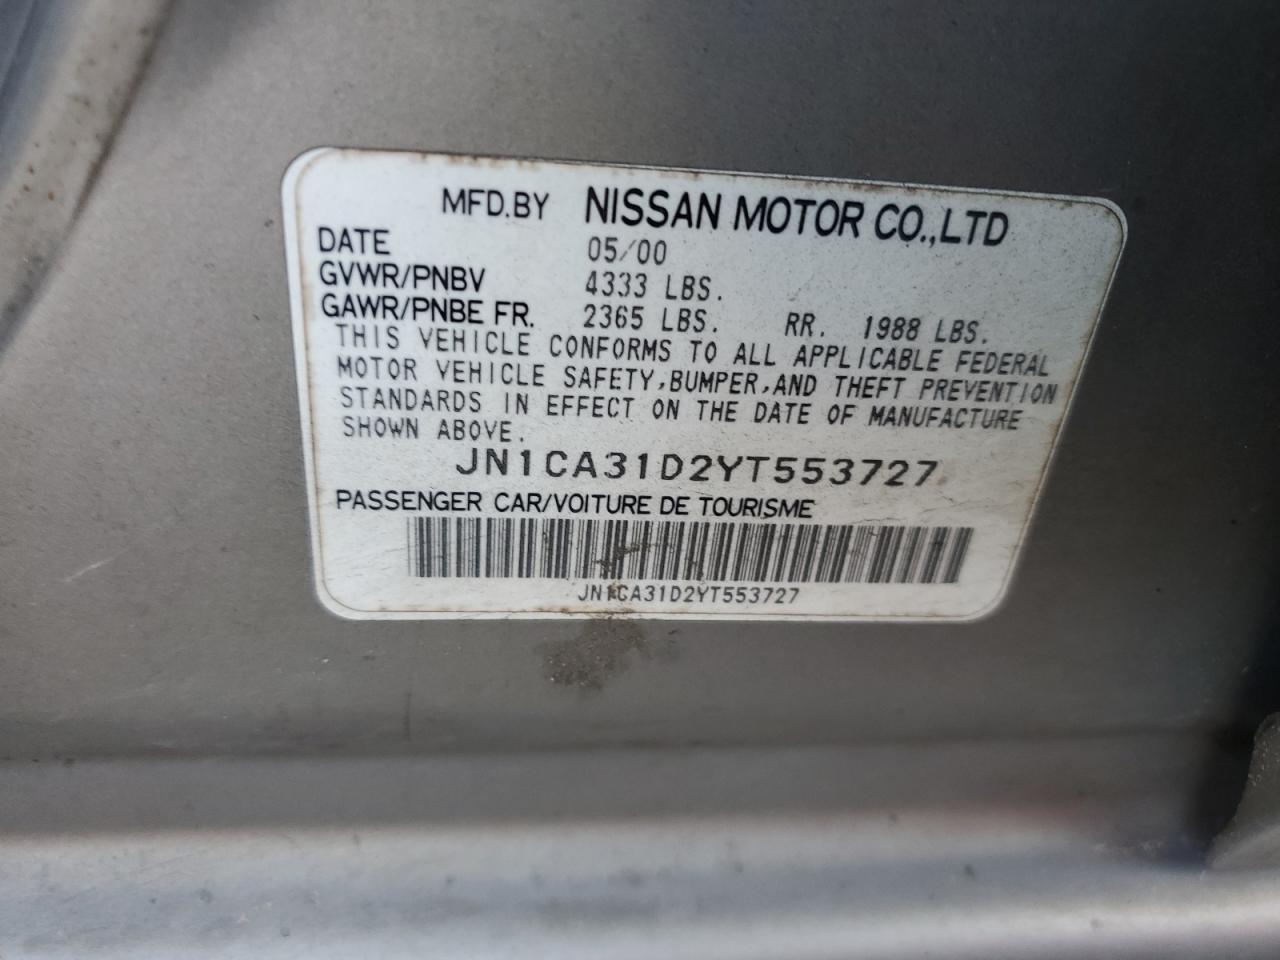 MFD.BY NISSAN MOTOR CO.,LTD
DATE 05/00
GVWR/PNBV 4333 LBS.
GAWR/PNBE FR. 2365 LBS. RR. 1988 LBS.
THIS VEHICLE CONFORMS TO ALL APPLICABLE FEDERAL
MOTOR VEHICLE SAFETY,BUMPER,AND THEFT PREVENTION
STANDARDS IN EFFECT ON THE DATE OF MANUFACTURE
SHOWN ABOVE.
JN1CA31D2YT553727
PASSENGER CAR/VOITURE DE TOURISME
JN1CA31D2YT553727